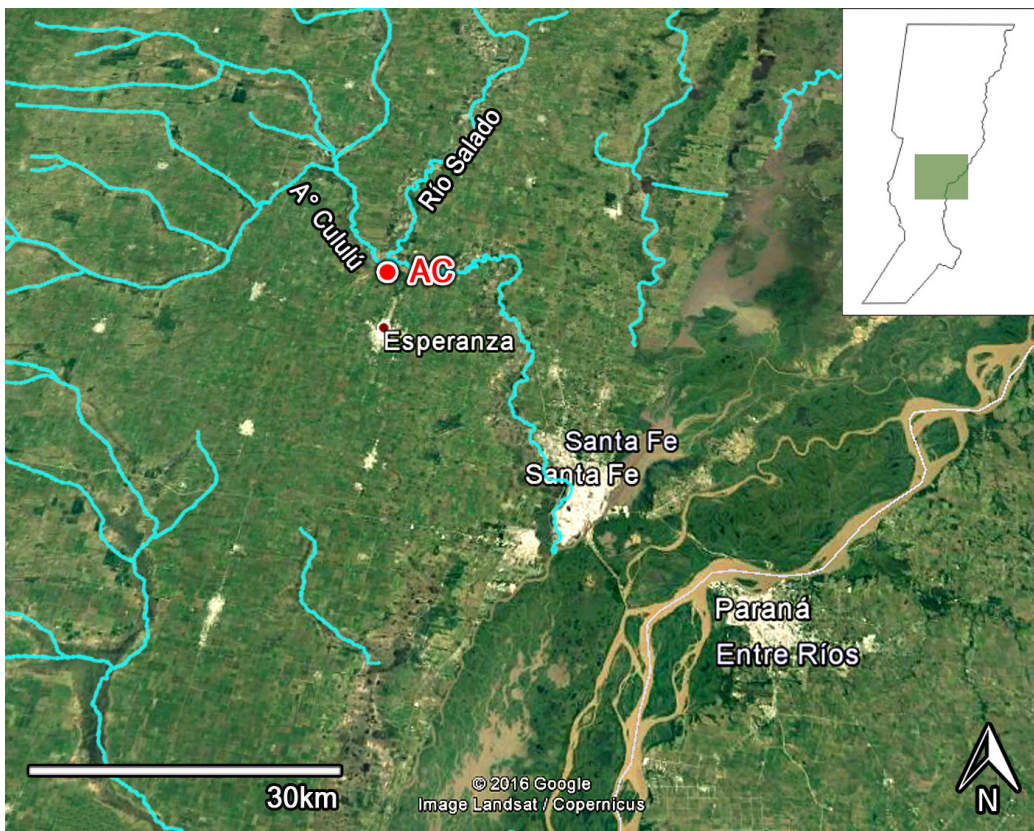 Río Salado
A° Cululú
AC
Esperanza
Santa Fe
Santa Fe
Paraná
Entre Ríos
30km
© 2016 Google
Image Landsat / Copernicus
N